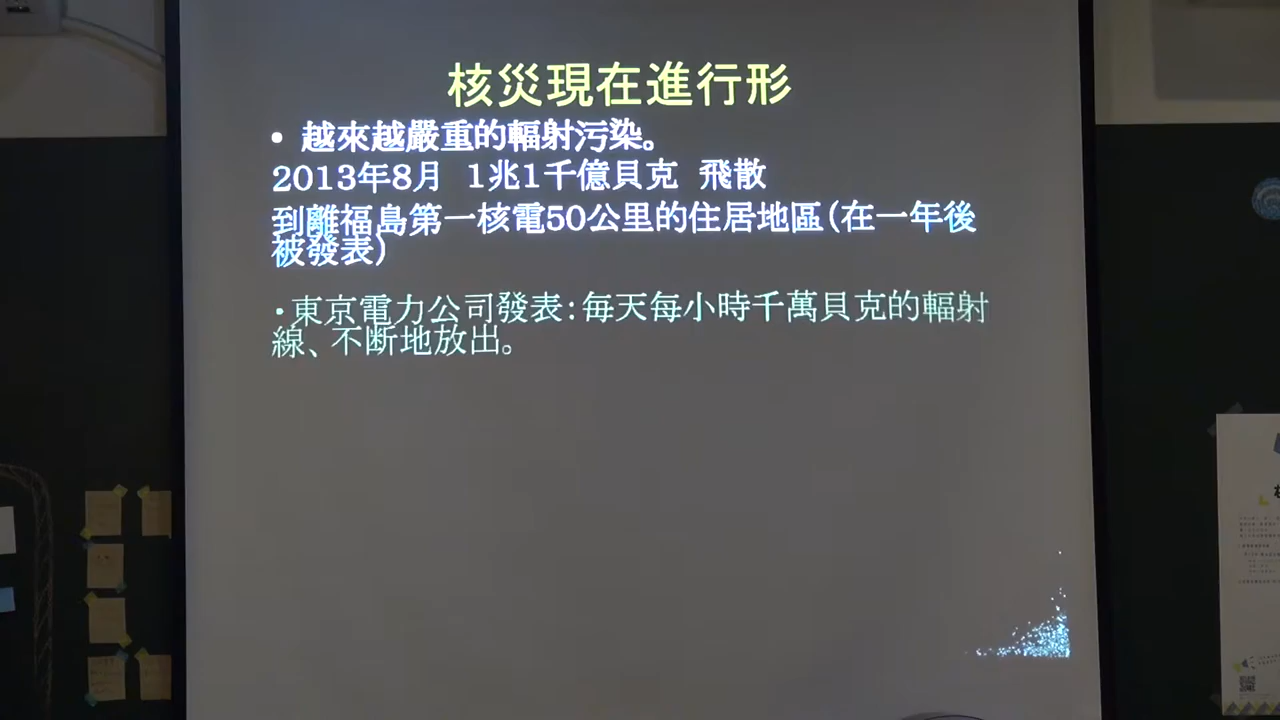 核災現在進行形
• 越來越嚴重的輻射污染。
2013年8月 1兆1千億貝克 飛散
到離福島第一核電50公里的住居地區(在一年後
被發表)
·東京電力公司發表:每天每小時千萬貝克的輻射
線、不斷地放出。